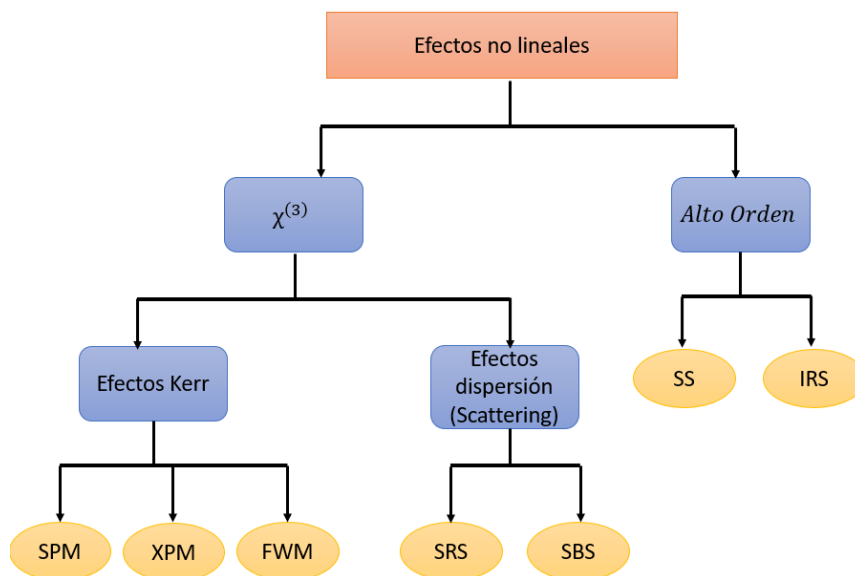 Efectos no lineales
χ⁽³⁾
Alto Orden
Efectos Kerr
Efectos
dispersión
(Scattering)
SS
IRS
SPM
XPM
FWM
SRS
SBS